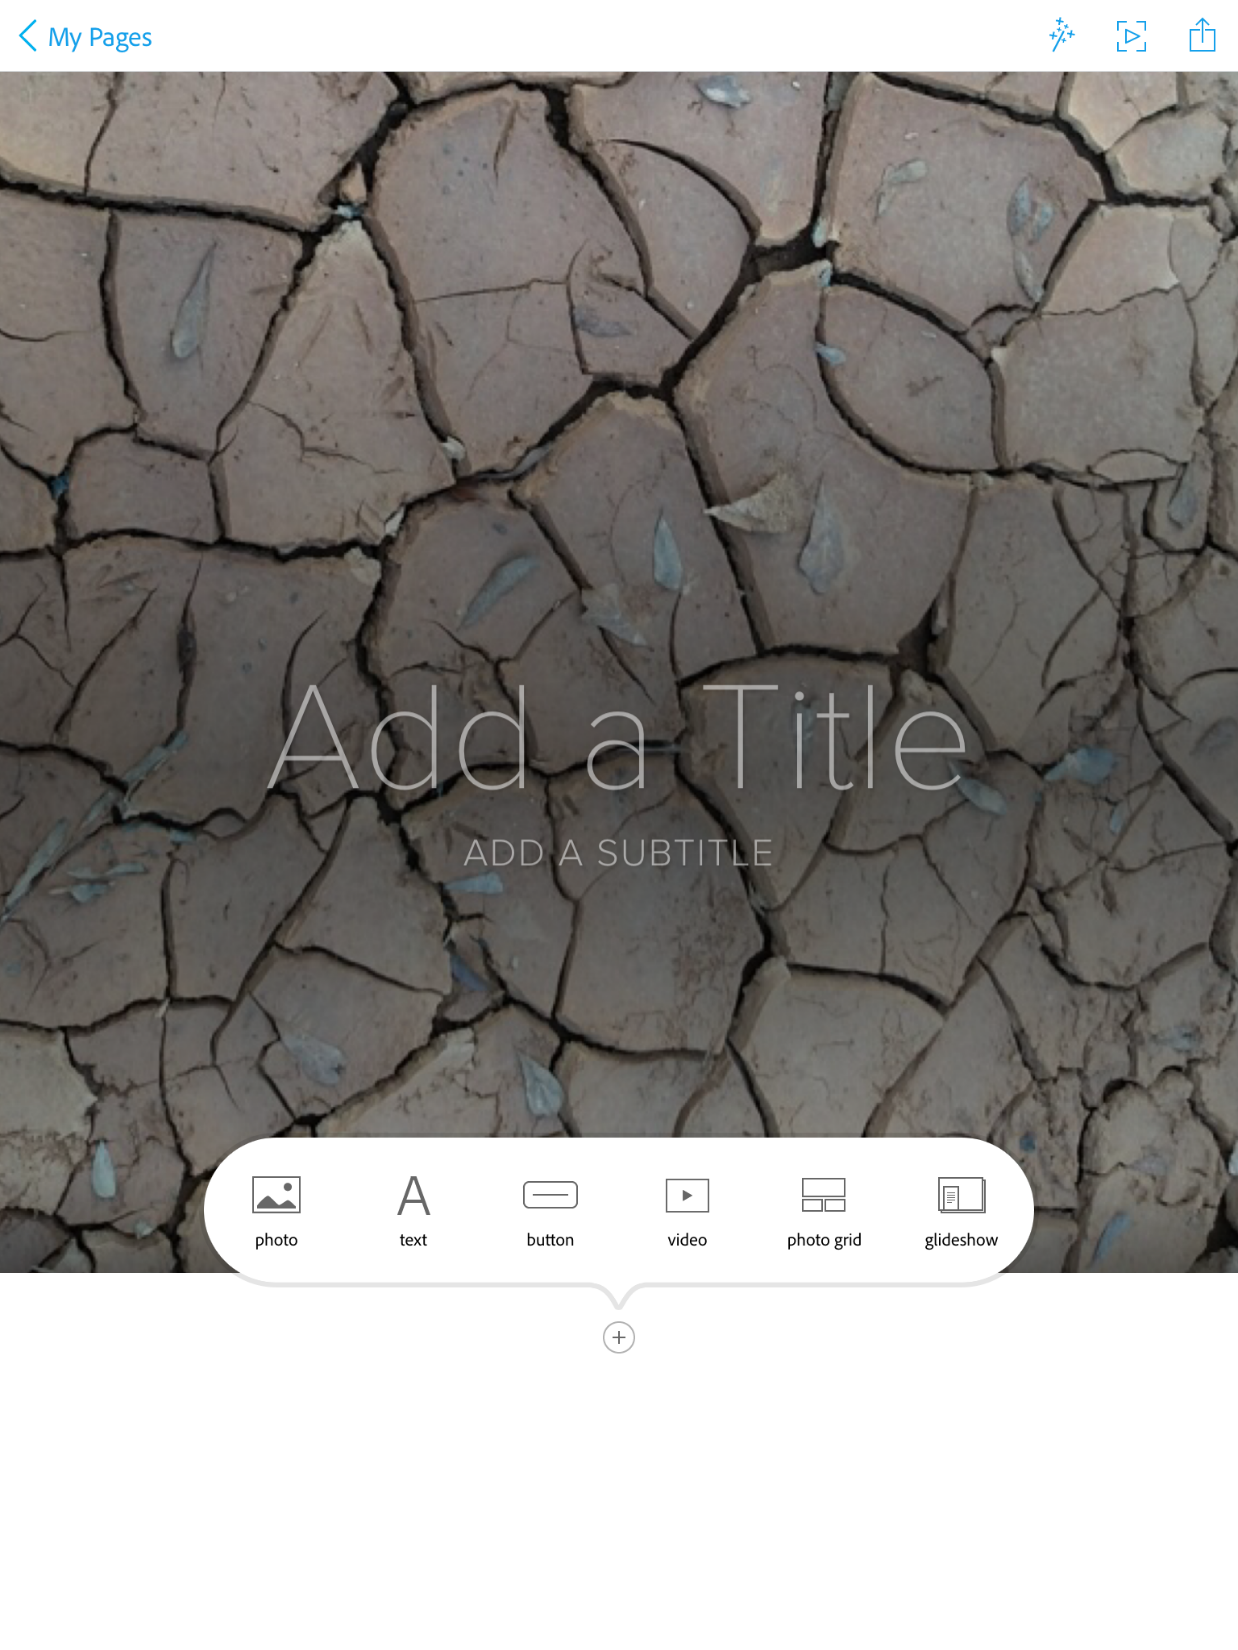 My Pages
Add a Title
ADD A SUBTITLE
photo
text
button
video
photo grid
glideshow